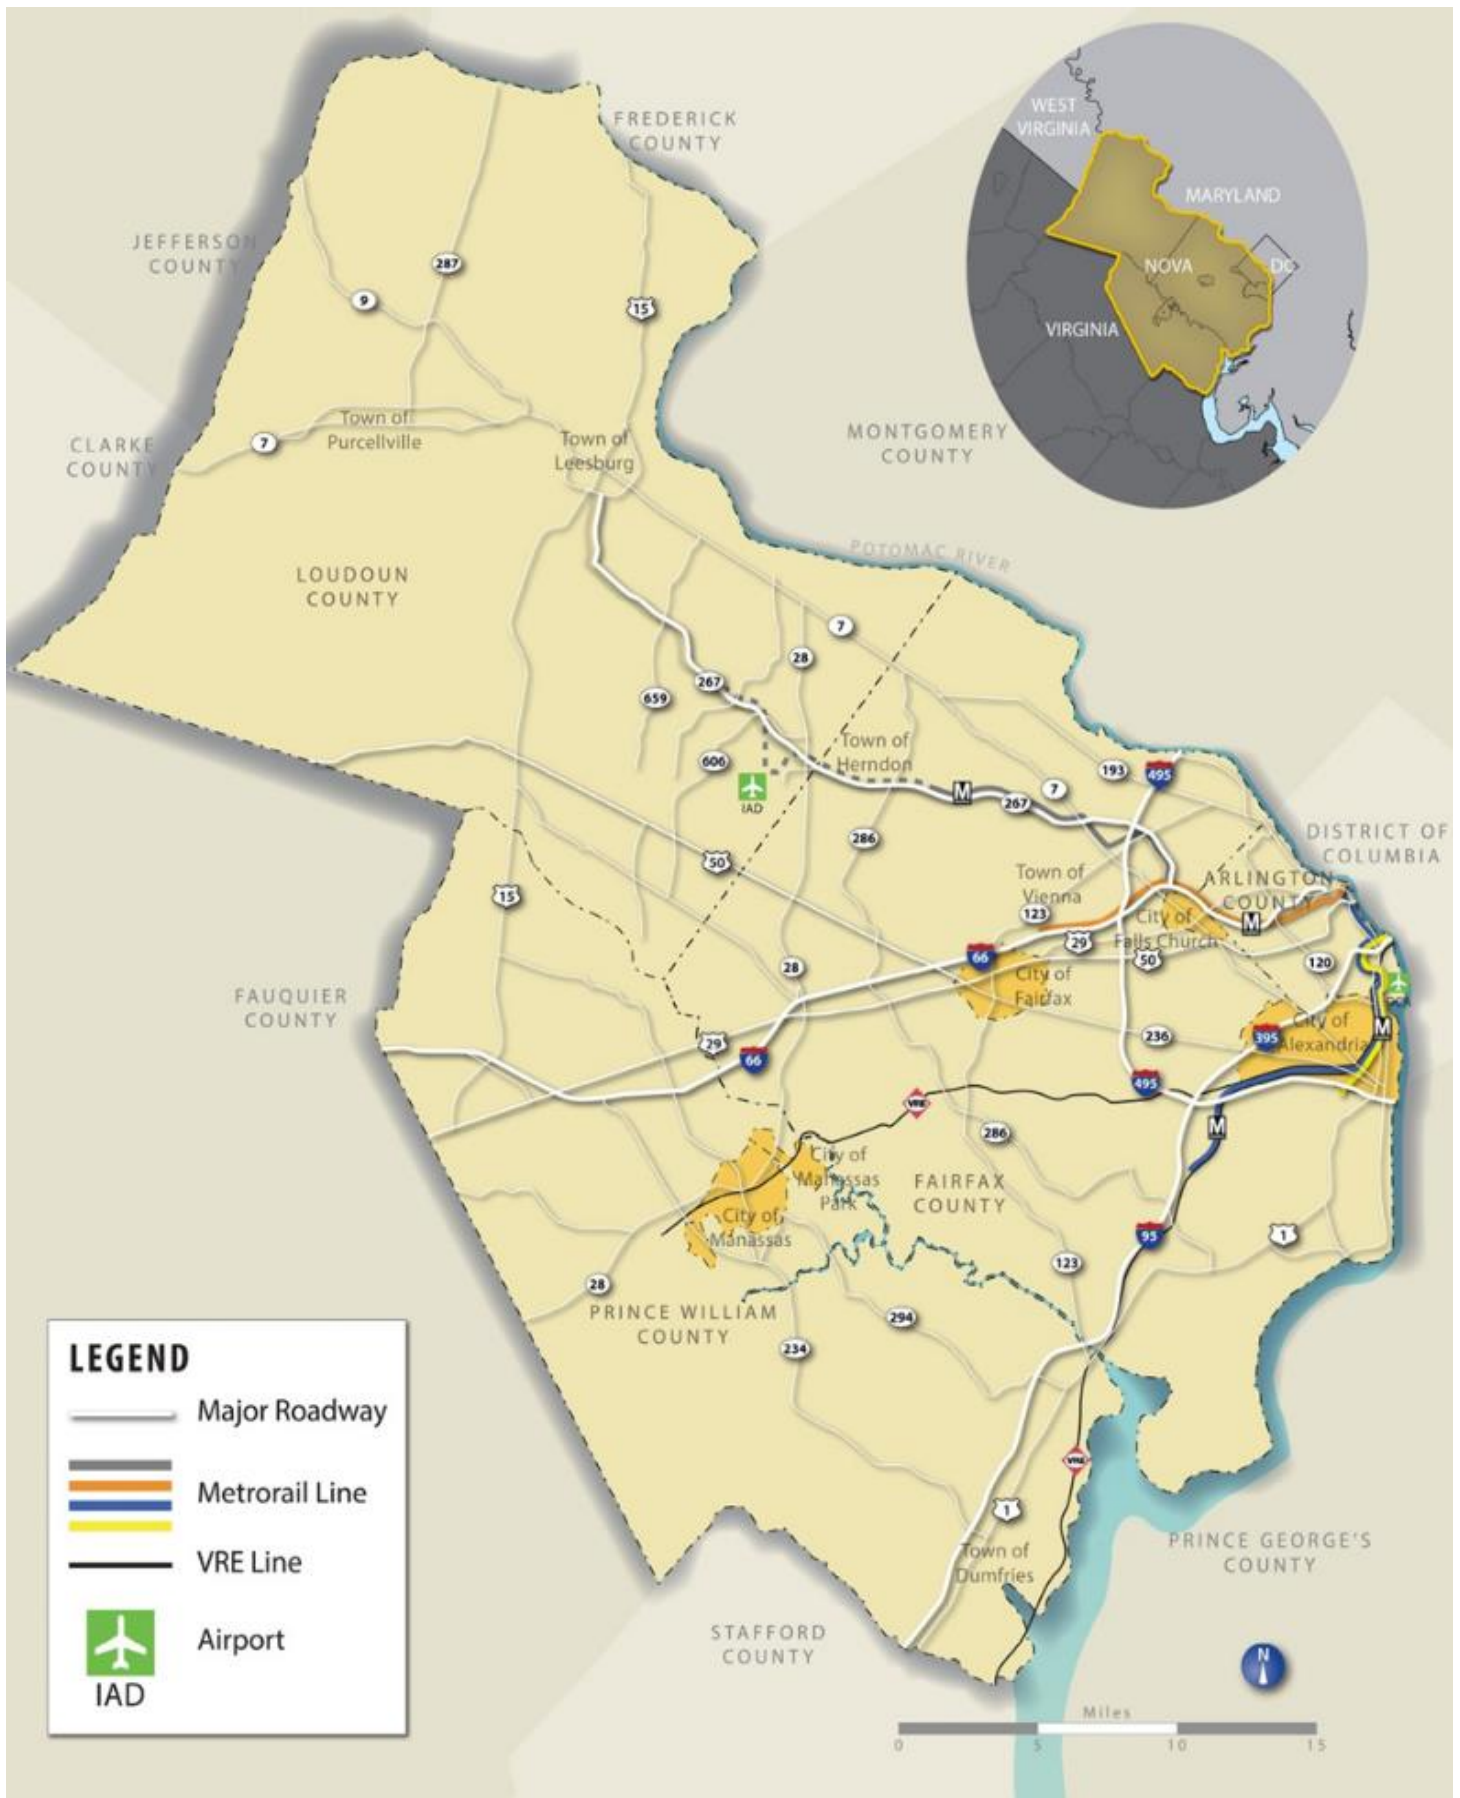 FREDERICK
COUNTY
WEST
VIRGINIA
MARYLAND
NOVA
DC
VIRGINIA
JEFFERSON
COUNTY
287
9
15
CLARKE
COUNTY
7
Town of
Purcellville
Town of
Leesburg
MONTGOMERY
COUNTY
POTOMAC RIVER
LOUDOUN
COUNTY
7
28
267
659
606
IAD
Town of
Herndon
M
267
7
193
495
286
50
15
DISTRICT OF
COLUMBIA
Town of
Vienna
123
ARLINGTON
COUNTY
M
City of
Falls Church
29
50
66
120
28
City of
Fairfax
FAUQUIER
COUNTY
29
66
236
395
City of
Alexandria
M
495
VRE
M
286
City of
Manassas
Park
FAIRFAX
COUNTY
City of
Manassas
95
1
123
28
PRINCE WILLIAM
COUNTY
294
234
VRE
1
Town of
Dumfries
PRINCE GEORGE'S
COUNTY
STAFFORD
COUNTY
LEGEND
Major Roadway
Metrorail Line
VRE Line
Airport
IAD
N
Miles
0 5 10 15